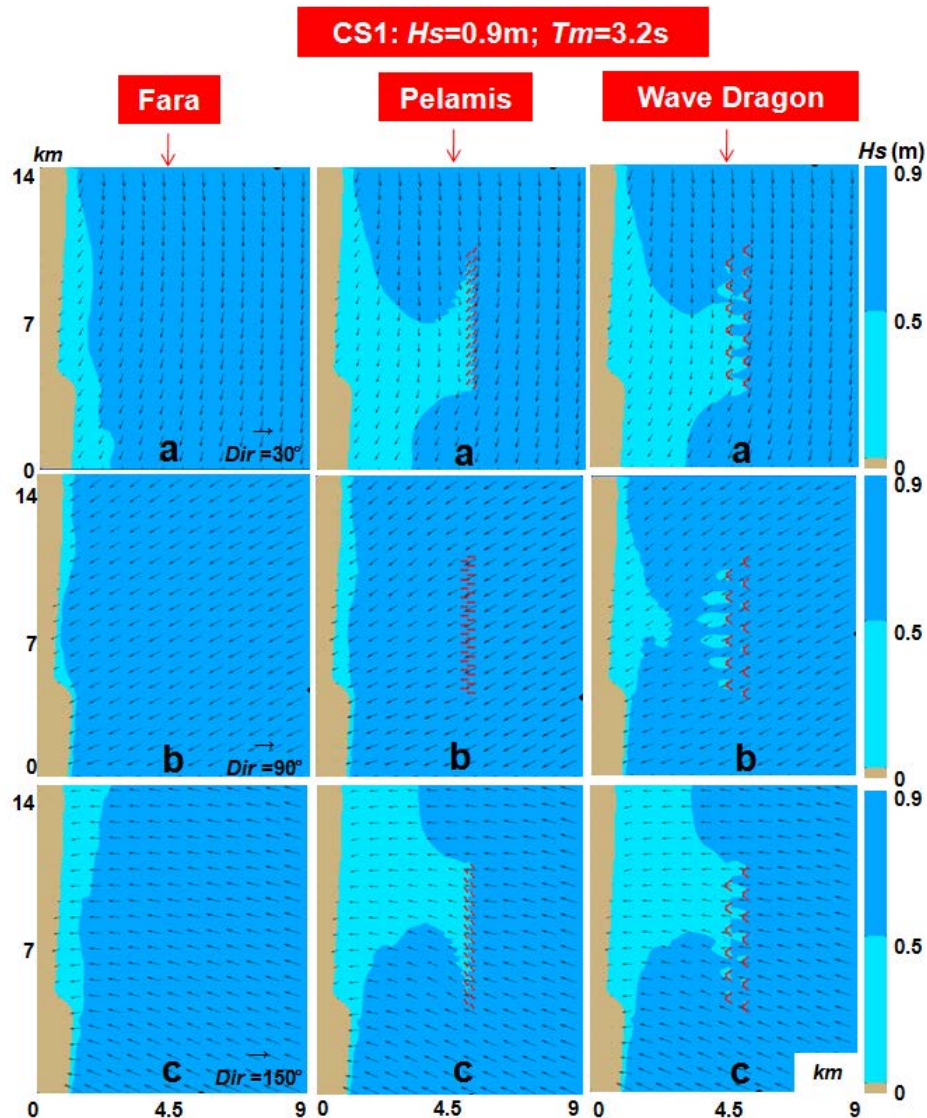 CS1: Hs=0.9m; Tm=3.2s
Fara Pelamis Wave Dragon
km Hs (m)
14 0.9
7 0.5
0 a Dir =30° a a 0
14 0.9
7 0.5
0 b Dir =90° b b 0
14 0.9
7 0.5
c Dir =150° c c km 0
0 4.5 9 0 4.5 9 0 4.5 9